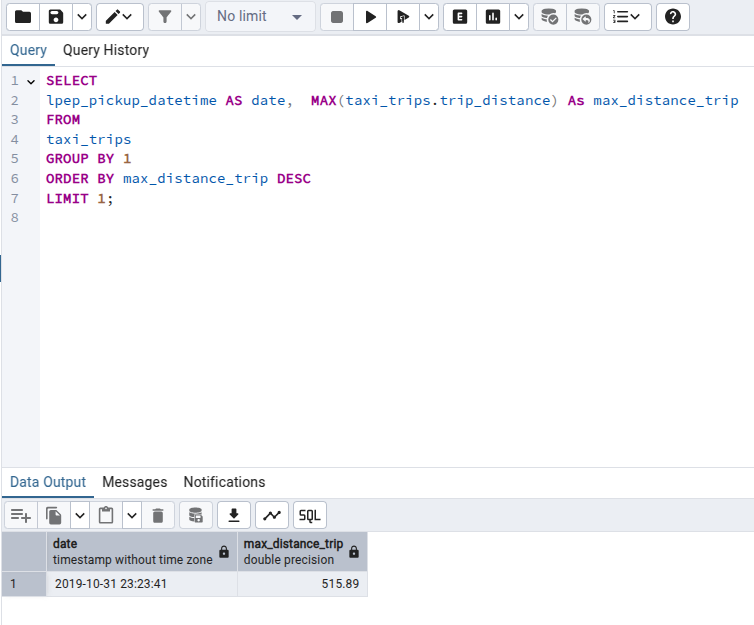 No limit
E
SQL
Query Query History
1 SELECT
2 lpep_pickup_datetime AS date,  MAX(taxi_trips.trip_distance) As max_distance_trip
3 FROM
4 taxi_trips
5 GROUP BY 1
6 ORDER BY max_distance_trip DESC
7 LIMIT 1;
8
Data Output Messages Notifications
SQL
date max_distance_trip
timestamp without time zone double precision
1 2019-10-31 23:23:41 515.89